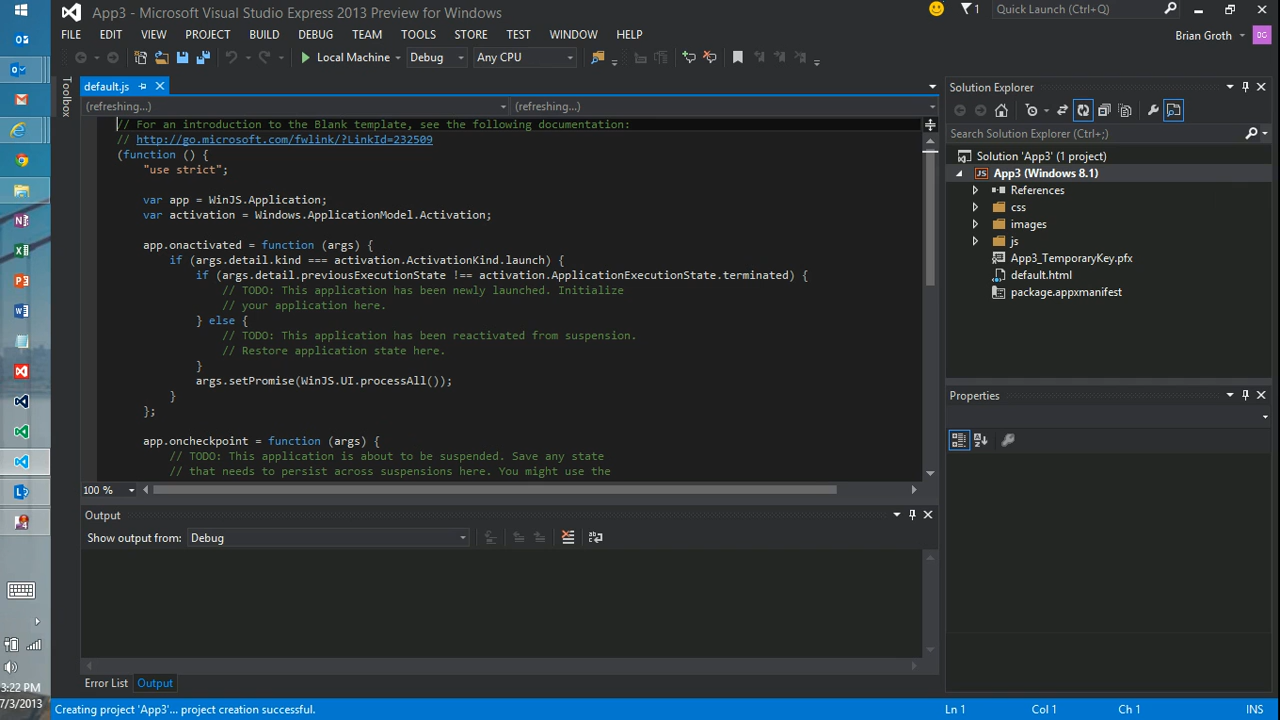 App3 - Microsoft Visual Studio Express 2013 Preview for Windows
1
Quick Launch (Ctrl+Q)
FILE EDIT VIEW PROJECT BUILD DEBUG TEAM TOOLS STORE TEST WINDOW HELP
Brian Groth
DC
Local Machine Debug Any CPU
Toolbox
default.js
(refreshing...) (refreshing...)
// For an introduction to the Blank template, see the following documentation:
// http://go.microsoft.com/fwlink/?LinkId=232509
(function () {
"use strict";
var app = WinJS.Application;
var activation = Windows.ApplicationModel.Activation;
app.onactivated = function (args) {
if (args.detail.kind === activation.ActivationKind.launch) {
if (args.detail.previousExecutionState !== activation.ApplicationExecutionState.terminated) {
// TODO: This application has been newly launched. Initialize
// your application here.
} else {
// TODO: This application has been reactivated from suspension.
// Restore application state here.
}
args.setPromise(WinJS.UI.processAll());
}
};
app.oncheckpoint = function (args) {
// TODO: This application is about to be suspended. Save any state
// that needs to persist across suspensions here. You might use the
100 %
Output
Show output from: Debug
Error List Output
Solution Explorer
Search Solution Explorer (Ctrl+;)
Solution 'App3' (1 project)
JS App3 (Windows 8.1)
References
css
images
js
App3_TemporaryKey.pfx
default.html
package.appxmanifest
Properties
3:22 PM
7/3/2013
Creating project 'App3'... project creation successful.
Ln 1 Col 1 Ch 1 INS